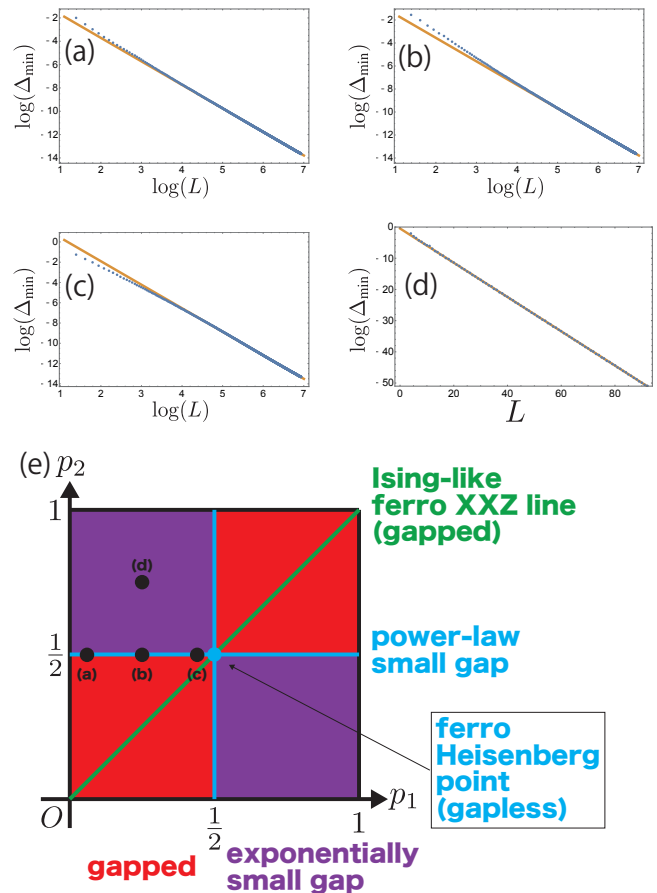 (a)
log(Δmin)
- 2
- 4
- 6
- 8
- 10
- 12
- 14
1 2 3 4 5 6 7
log(L)
(b)
log(Δmin)
- 2
- 4
- 6
- 8
- 10
- 12
- 14
1 2 3 4 5 6 7
log(L)
(c)
log(Δmin)
0
- 2
- 4
- 6
- 8
- 10
- 12
- 14
1 2 3 4 5 6 7
log(L)
(d)
log(Δmin)
0
- 10
- 20
- 30
- 40
- 50
0 20 40 60 80
L
(e)
p2
1
Ising-like
ferro XXZ line
(gapped)
(d)
1/2
(a) (b) (c)
power-law
small gap
ferro
Heisenberg
point
(gapless)
O 1/2 1 p1
gapped
exponentially
small gap